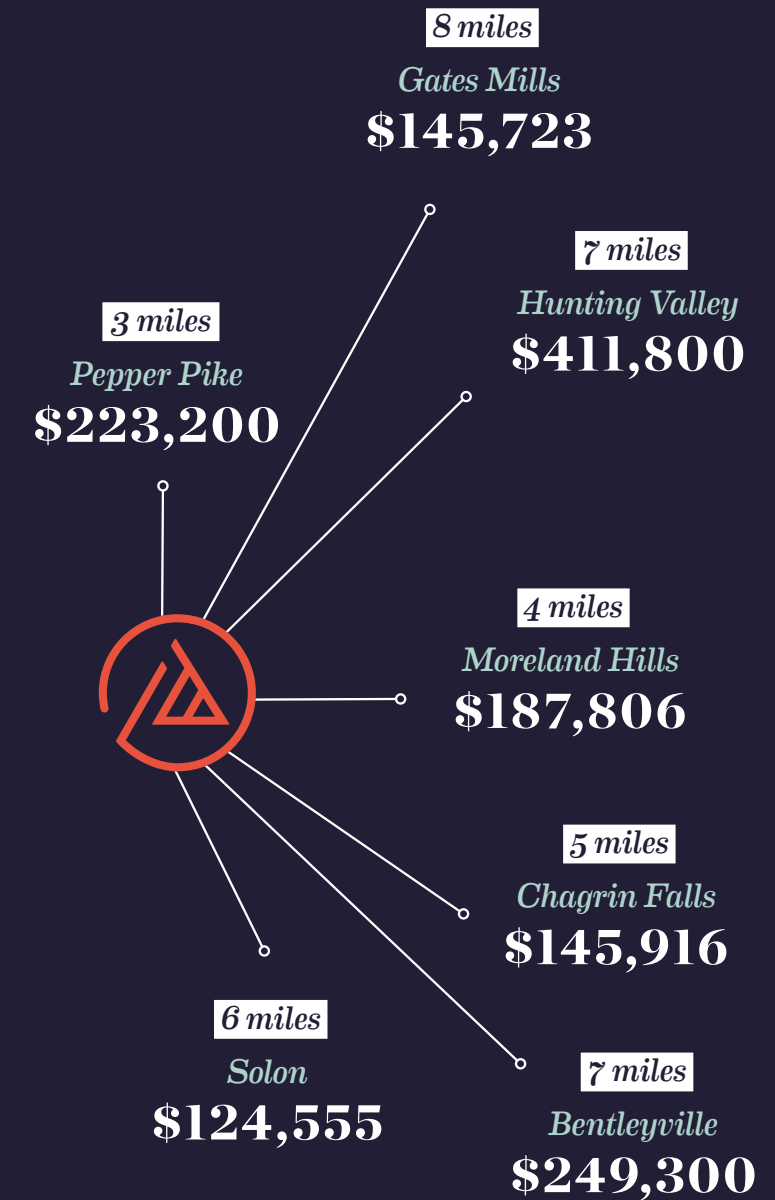 8 miles
Gates Mills
$145,723
7 miles
Hunting Valley
$411,800
3 miles
Pepper Pike
$223,200
4 miles
Moreland Hills
$187,806
5 miles
Chagrin Falls
$145,916
6 miles
Solon
$124,555
7 miles
Bentleyville
$249,300